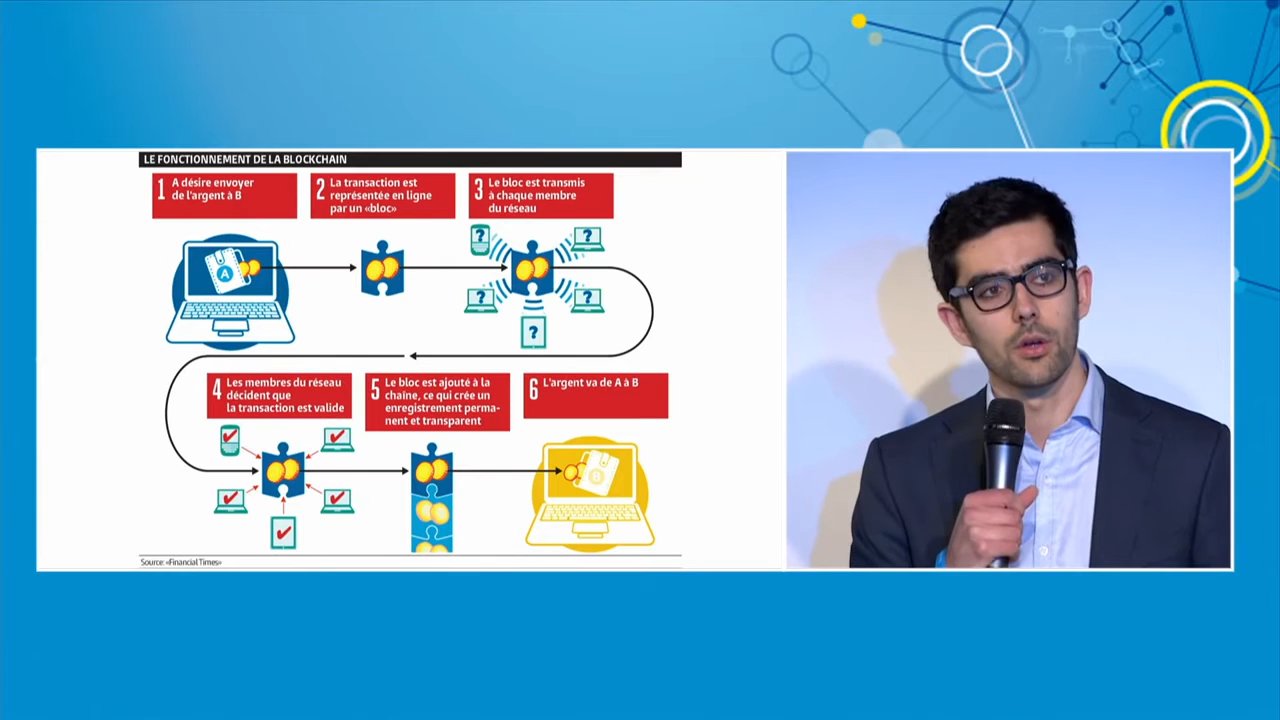 LE FONCTIONNEMENT DE LA BLOCKCHAIN
1 A désire envoyer
de l'argent à B
2 La transaction est
représentée en ligne
par un «bloc»
3 Le bloc est transmis
à chaque membre
du réseau
A
?
?
?
?
?
4 Les membres du réseau
décident que
la transaction est valide
5 Le bloc est ajouté à la
chaîne, ce qui crée un
enregistrement perma-
nent et transparent
6 L'argent va de A à B
B
Source: «Financial Times»